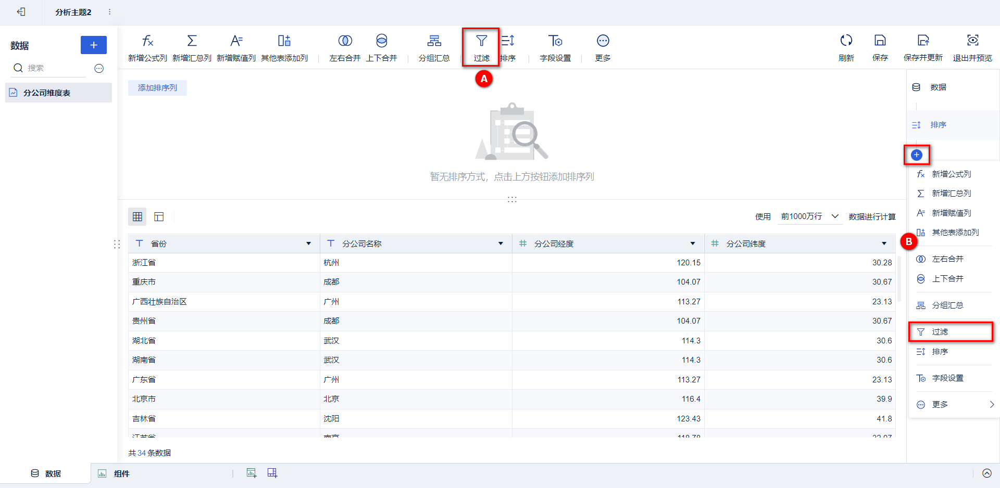 分析主题2
数据
搜索
分公司维度表
新增公式列 新增汇总列 新增赋值列 其他表添加列 左右合并 上下合并 分组汇总 过滤 排序 字段设置 更多 刷新 保存 保存并更新 退出并预览
A
添加排序列
暂无排序方式，点击上方按钮添加排序列
使用 前1000万行 数据进行计算
省份 分公司名称 分公司经度 分公司纬度
浙江省 杭州 120.15 30.28
重庆市 成都 104.07 30.67
广西壮族自治区 广州 113.27 23.13
贵州省 成都 104.07 30.67
湖北省 武汉 114.3 30.6
湖南省 武汉 114.3 30.6
广东省 广州 113.27 23.13
北京市 北京 116.4 39.9
吉林省 沈阳 123.43 41.8
共 34 条数据
数据
排序
新增公式列
新增汇总列
新增赋值列
其他表添加列
B
左右合并
上下合并
分组汇总
过滤
排序
字段设置
更多
数据 组件